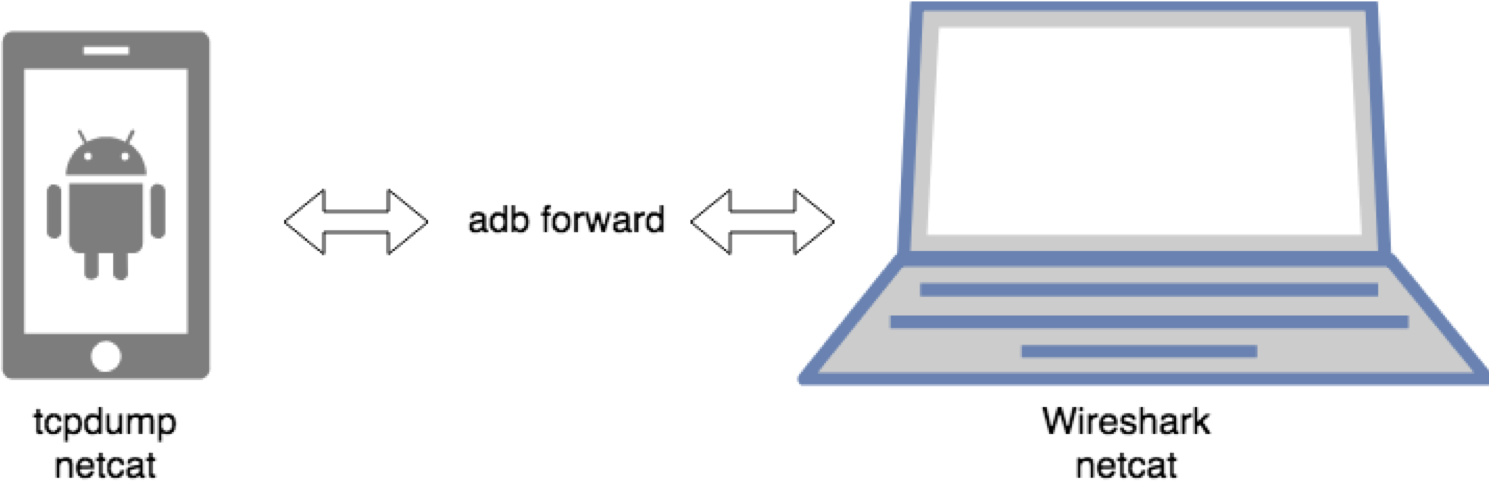 adb forward
tcpdump
netcat
Wireshark
netcat